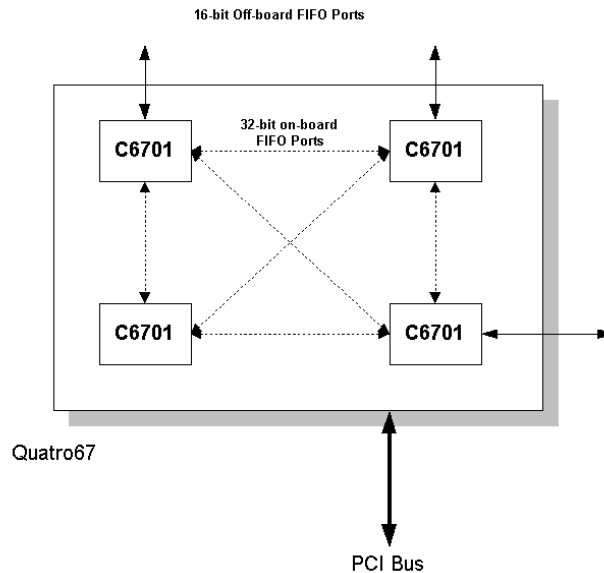 16-bit Off-board FIFO Ports
32-bit on-board
FIFO Ports
C6701
C6701
C6701
C6701
Quatro67
PCI Bus